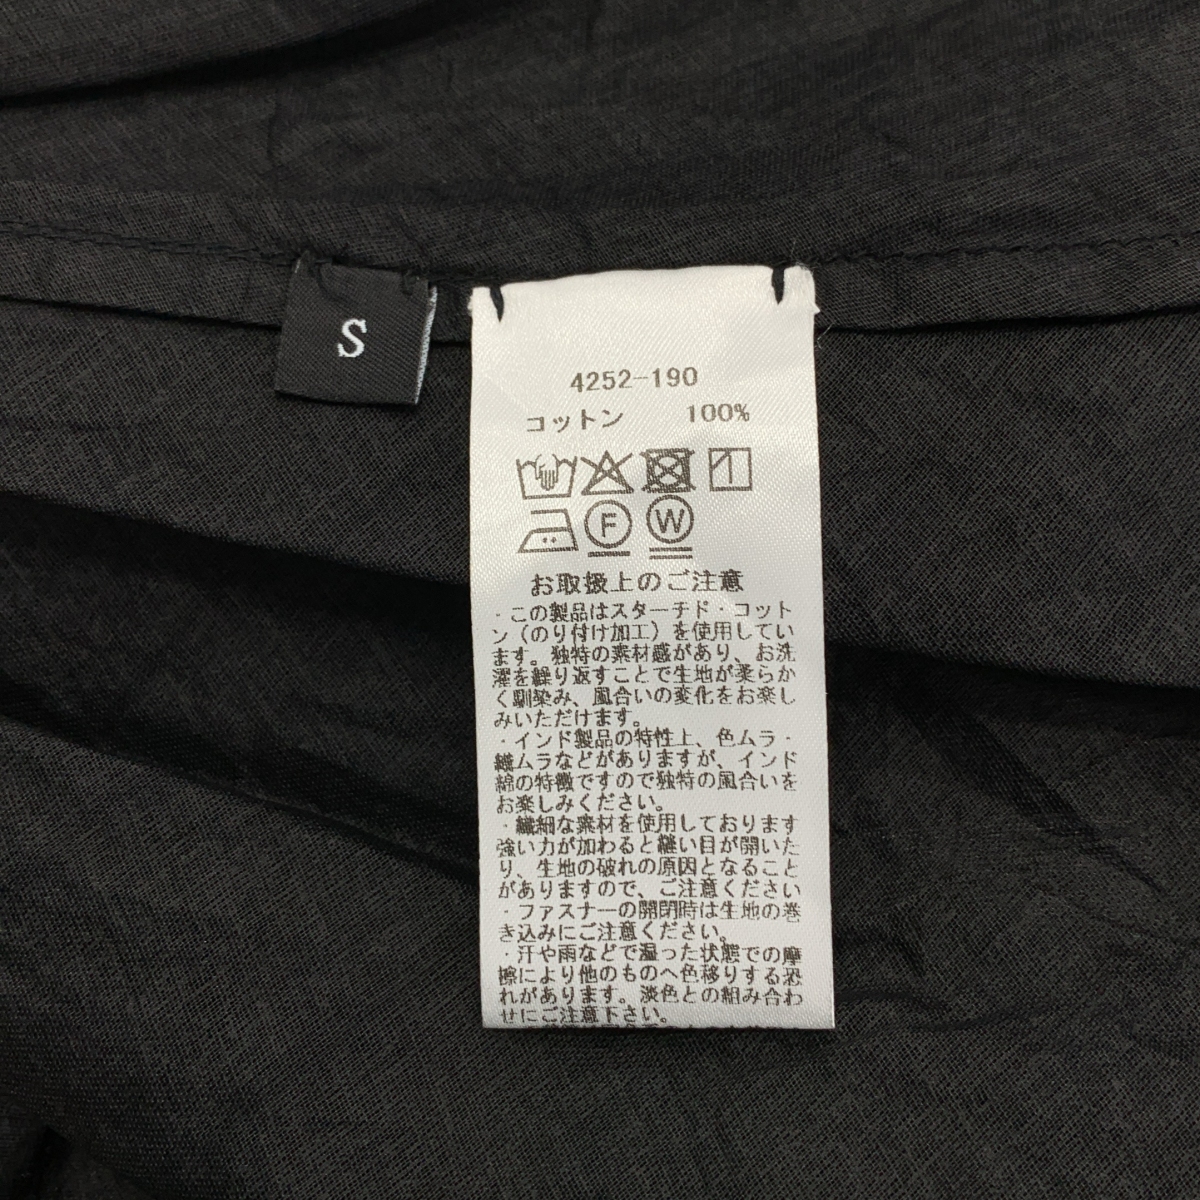 S
4252-190
コットン 100%
F W
お取扱上のご注意
・この製品はスターチド・コット
ン（のり付け加工）を使用してい
ます。独特の素材感があり、お洗
濯を繰り返すことで生地が柔らか
く馴染み、風合いの変化をお楽し
みいただけます。
・インド製品の特性上、色ムラ・
織ムラなどがありますが、インド
綿の特徴ですので独特の風合いを
お楽しみください。
・繊細な素材を使用しております
強い力が加わると縫い目が開いた
り、生地の破れの原因となること
がありますので、ご注意ください
・ファスナーの開閉時は生地の巻
き込みにご注意ください。
・汗や雨などで湿った状態での摩
擦により他のものへ色移りする恐
れがあります。淡色との組み合わ
せにご注意下さい。